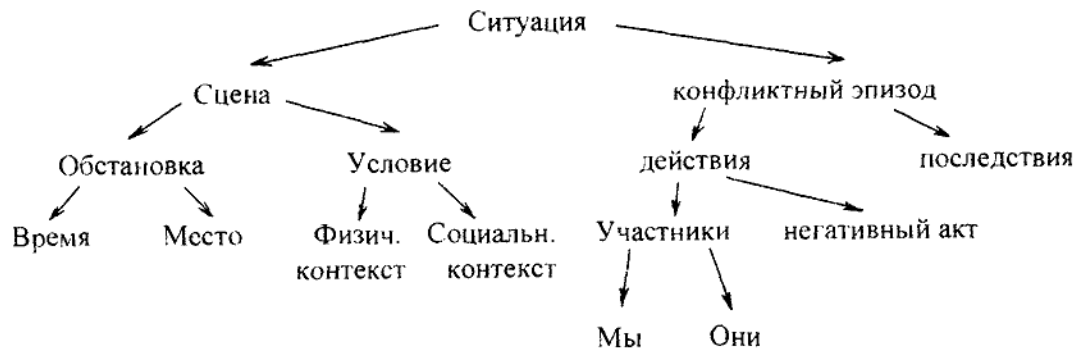 Ситуация
Сцена
конфликтный эпизод
Обстановка
Условие
действия
последствия
Время
Место
Физич.
контекст
Социальн.
контекст
Участники
негативный акт
Мы
Они